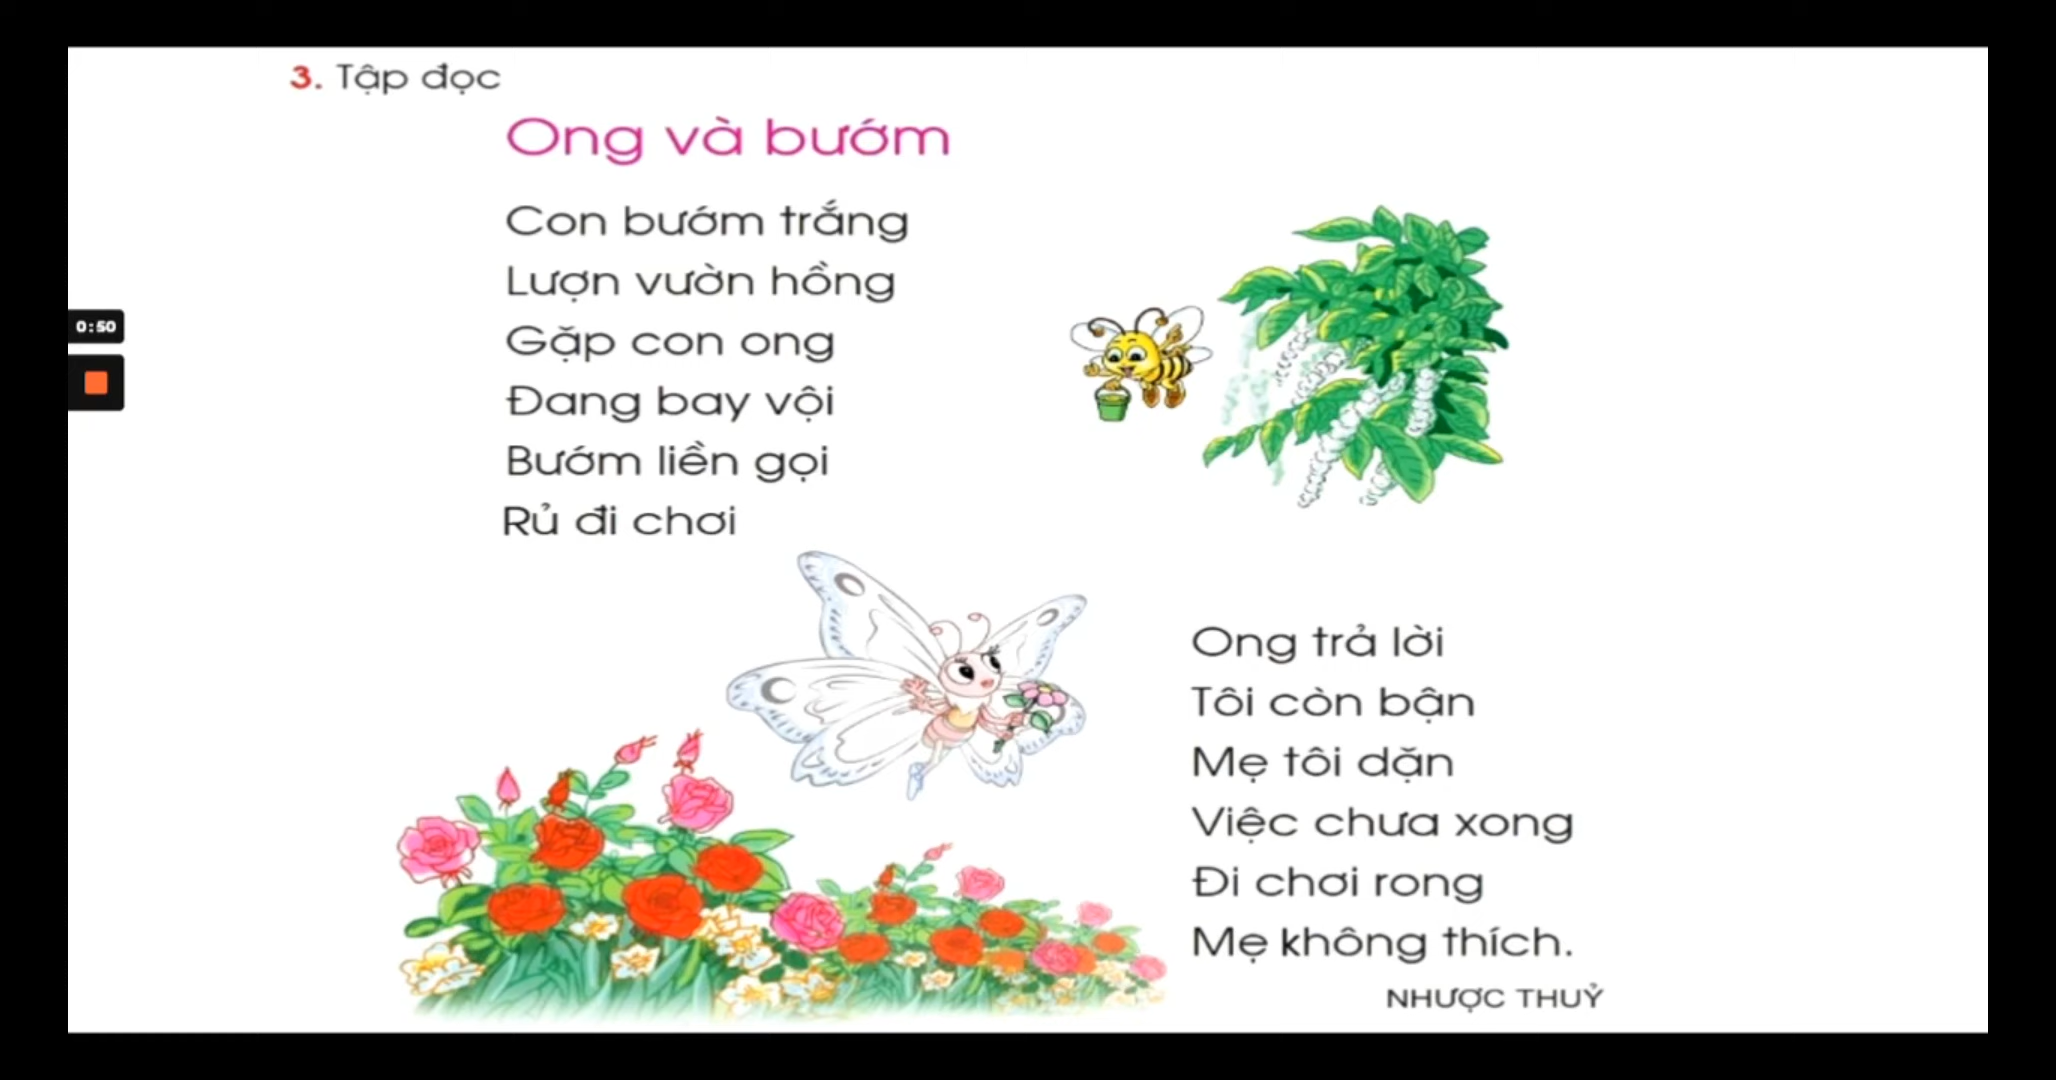 3. Tập đọc
Ong và bướm
Con bướm trắng
Lượn vườn hồng
Gặp con ong
Đang bay vội
Bướm liền gọi
Rủ đi chơi
0:50
Ong trả lời
Tôi còn bận
Mẹ tôi dặn
Việc chưa xong
Đi chơi rong
Mẹ không thích.
NHƯỢC THUỶ